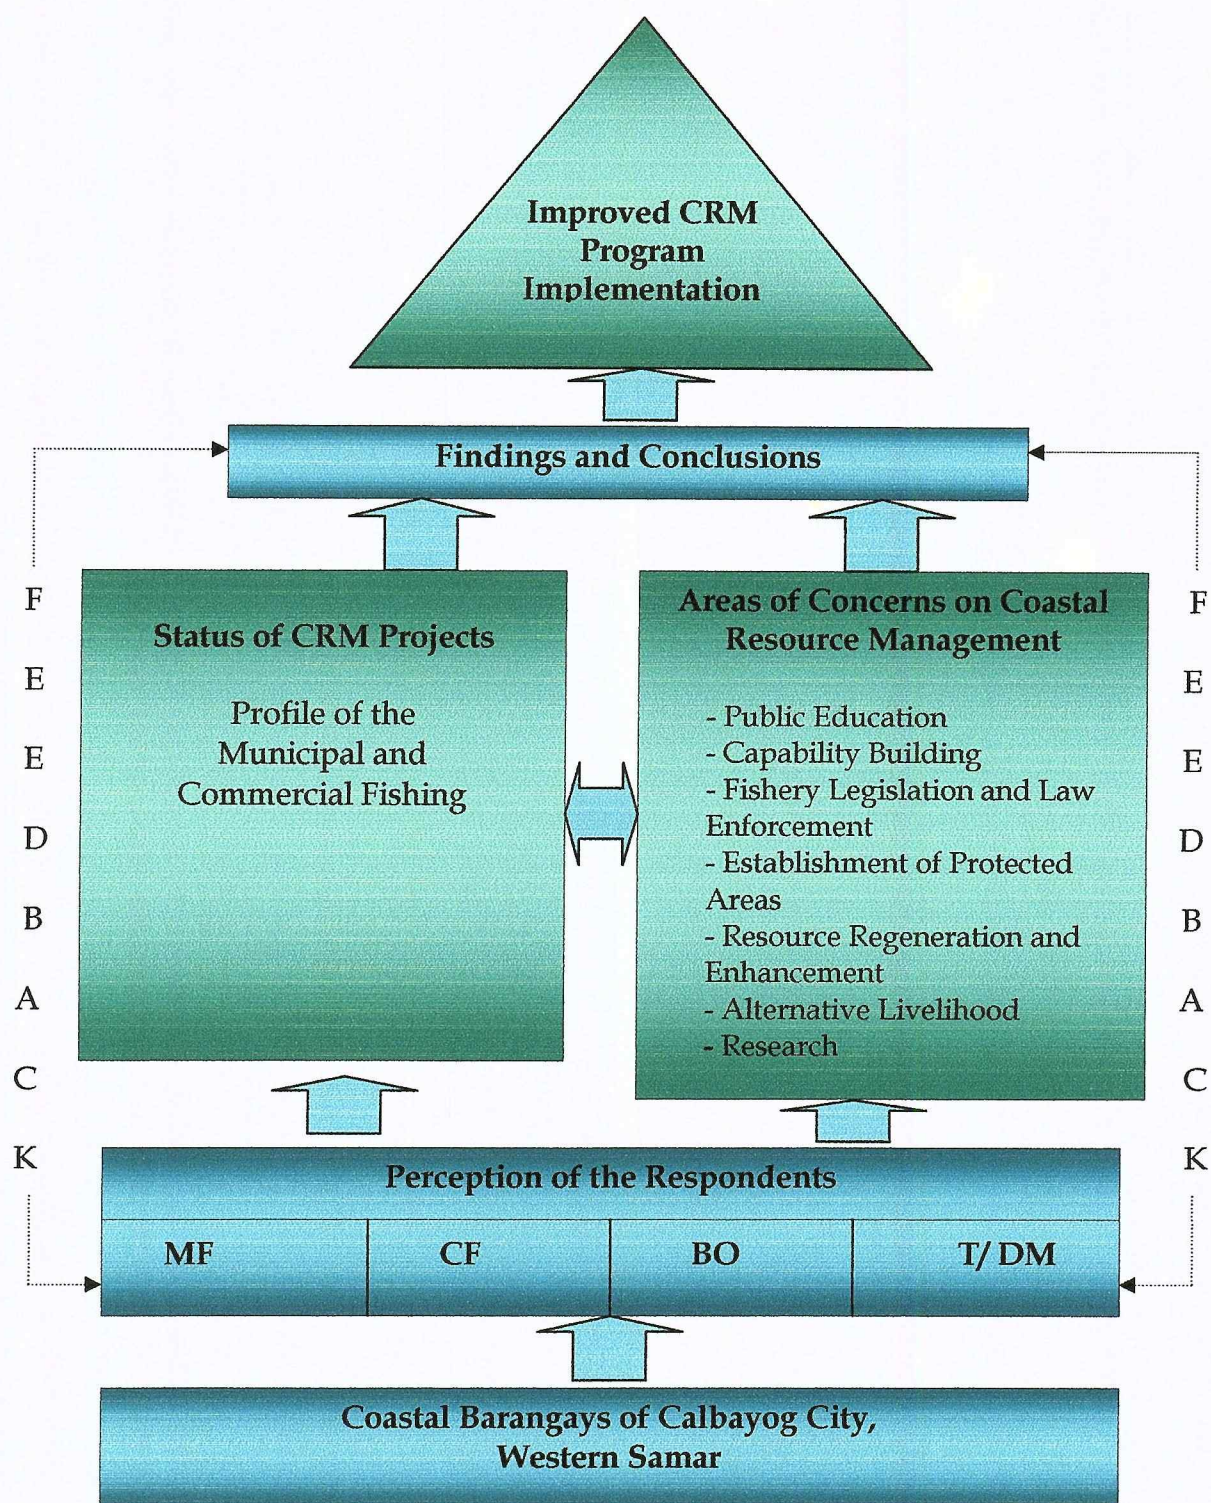 Improved CRM
Program
Implementation
Findings and Conclusions
F
E
E
D
B
A
C
K
Status of CRM Projects
Profile of the
Municipal and
Commercial Fishing
Areas of Concerns on Coastal
Resource Management
- Public Education
- Capability Building
- Fishery Legislation and Law
Enforcement
- Establishment of Protected
Areas
- Resource Regeneration and
Enhancement
- Alternative Livelihood
- Research
F
E
E
D
B
A
C
K
Perception of the Respondents
MF
CF
BO
T/ DM
Coastal Barangays of Calbayog City,
Western Samar